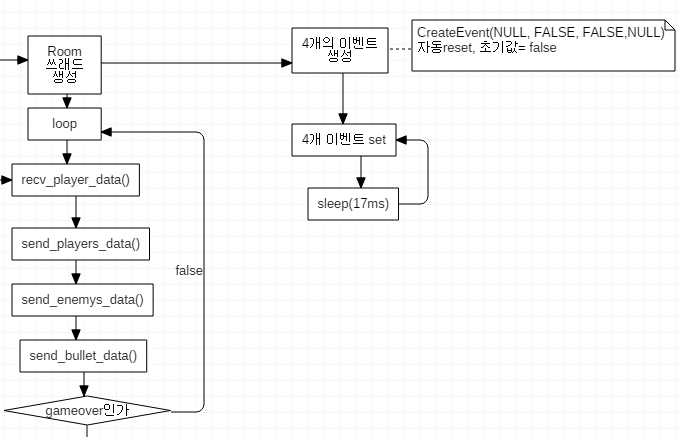 Room
쓰래드
생성
4개의 이벤트
생성
CreateEvent(NULL, FALSE, FALSE,NULL)
자동reset, 초기값= false
loop
4개 이벤트 set
recv_player_data()
sleep(17ms)
send_players_data()
false
send_enemys_data()
send_bullet_data()
gameover인가